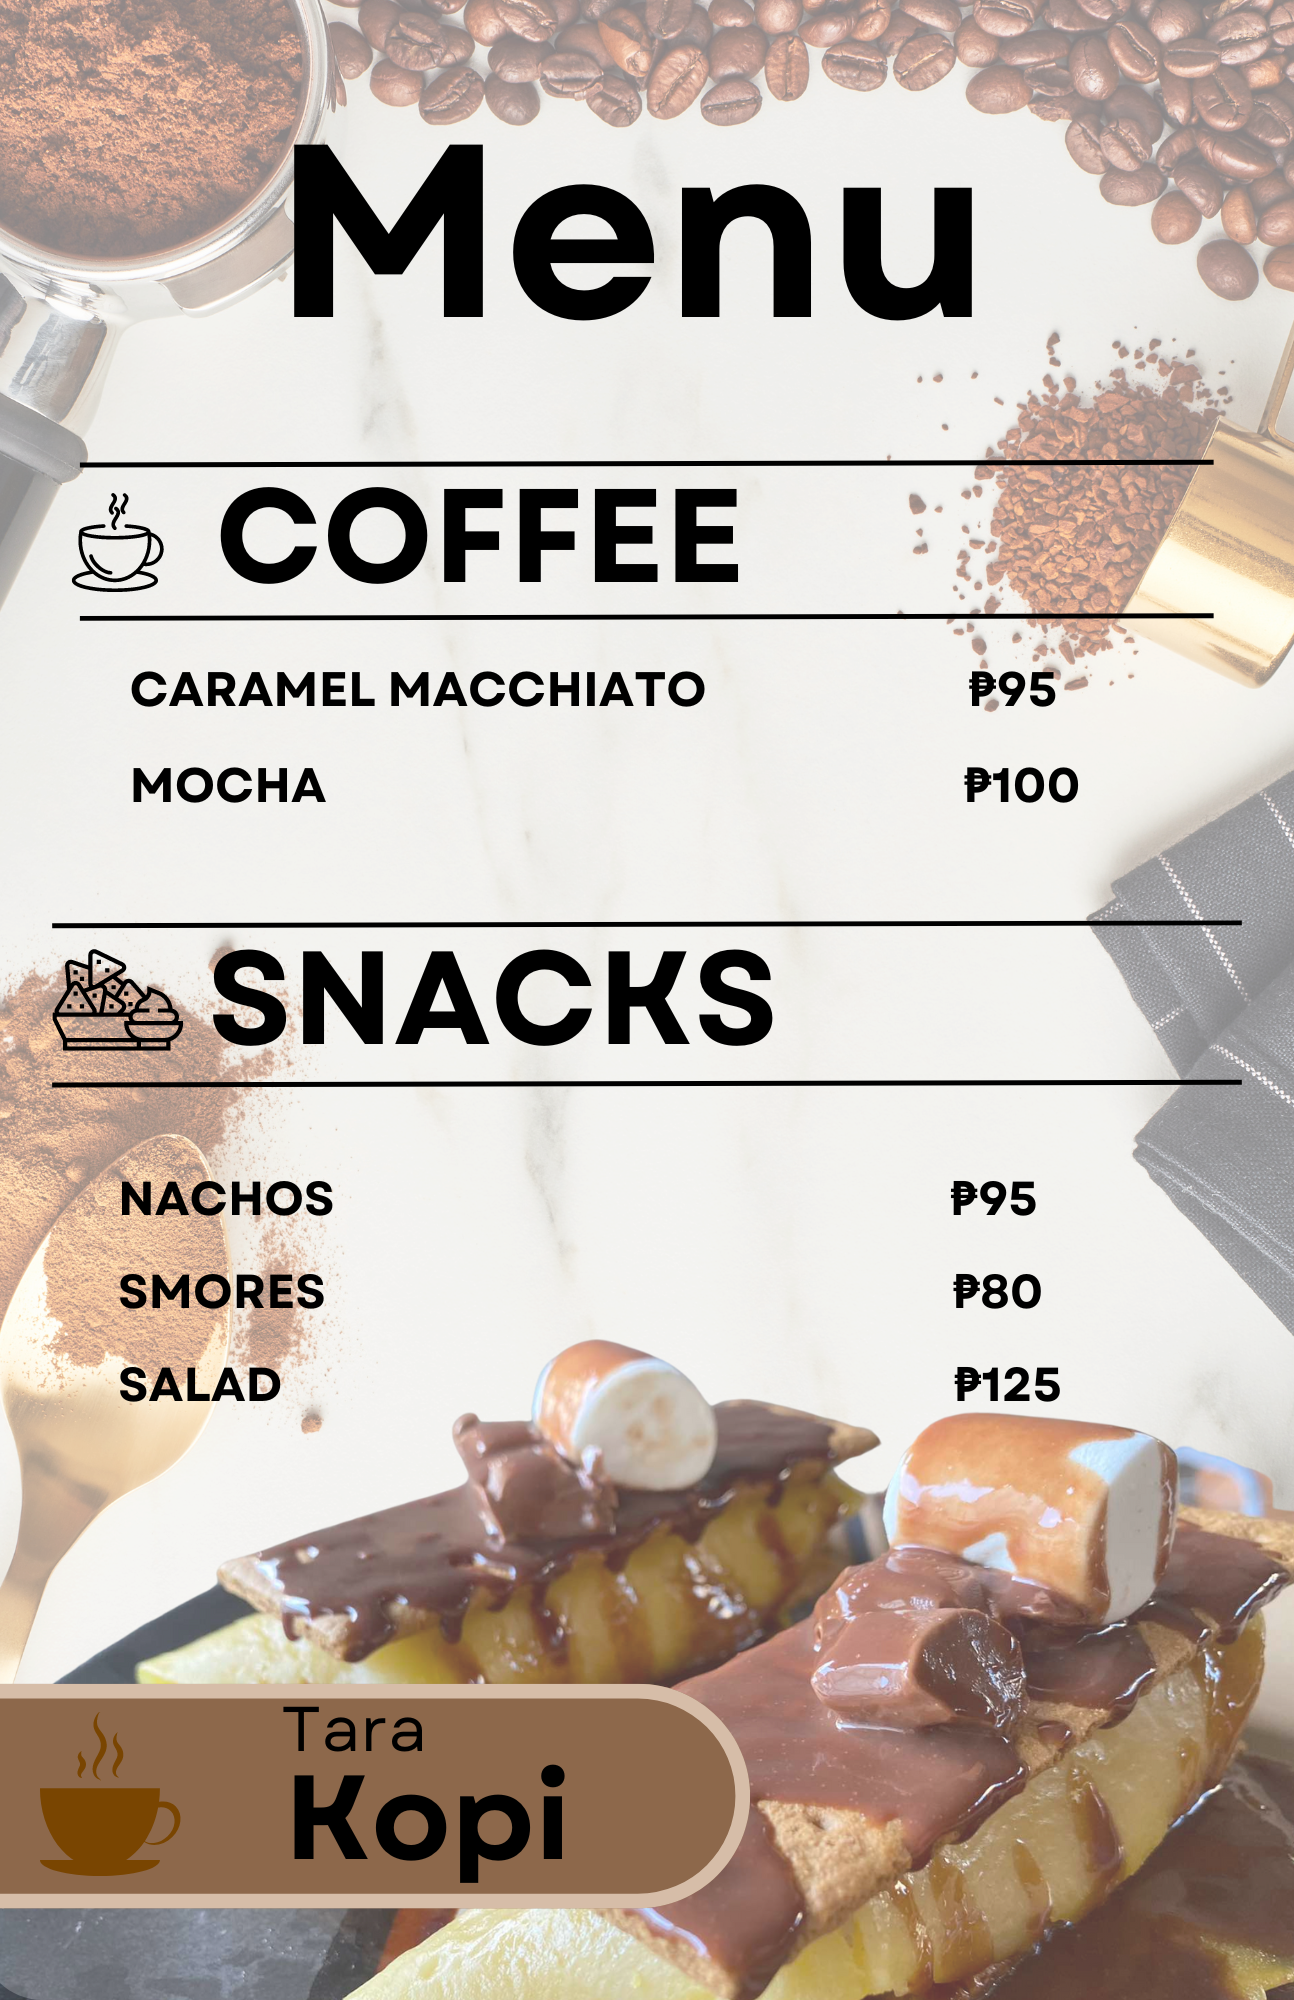 Menu
COFFEE
CARAMEL MACCHIATO ₱95
MOCHA ₱100
SNACKS
NACHOS ₱95
SMORES ₱80
SALAD ₱125
Tara
Kopi